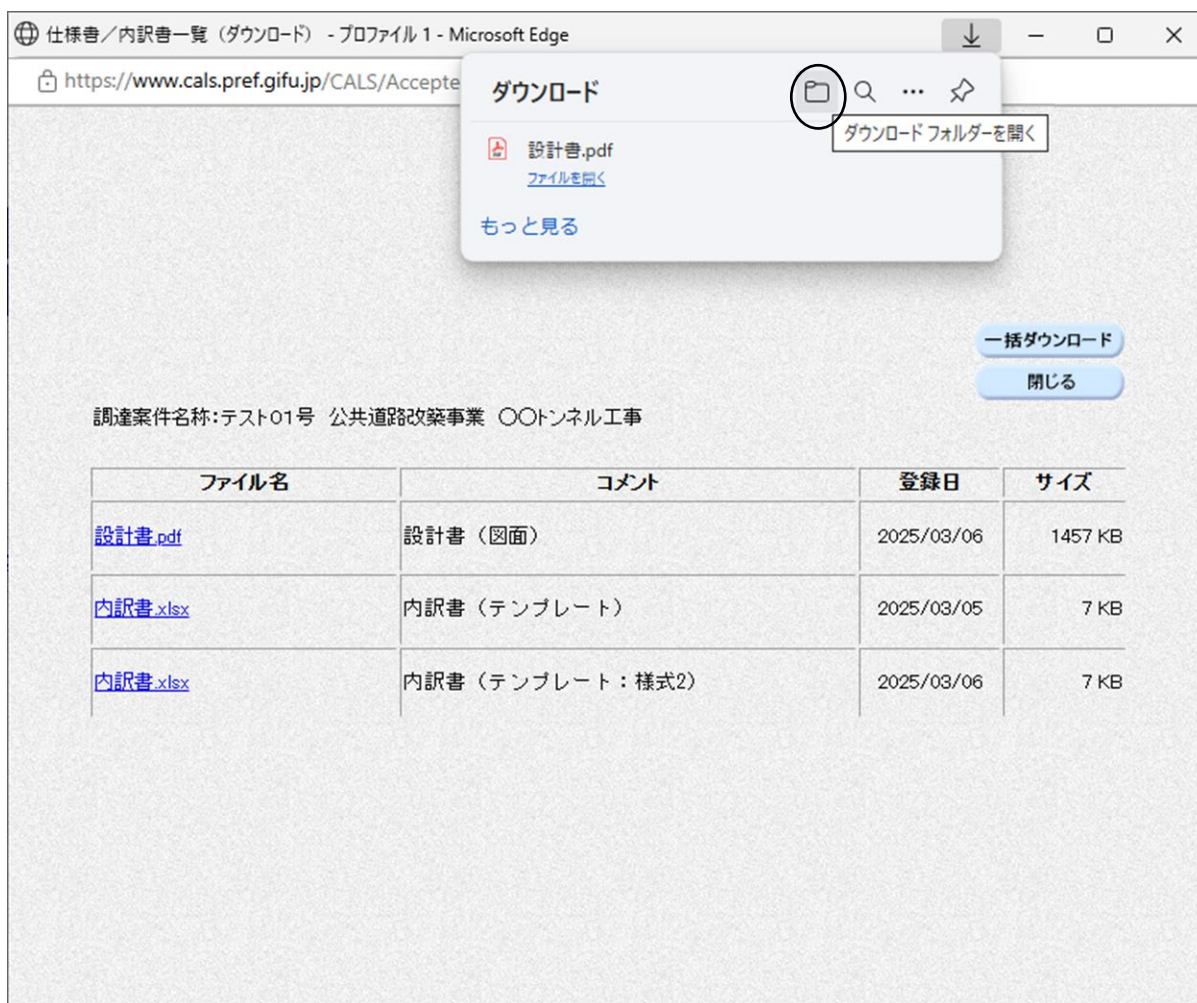 仕様書／内訳書一覧（ダウンロード） - プロファイル 1 - Microsoft Edge
https://www.cals.pref.gifu.jp/CALS/Accepte
ダウンロード
ダウンロード フォルダーを開く
設計書.pdf
ファイルを開く
もっと見る
一括ダウンロード
閉じる
調達案件名称:テスト01号 公共道路改築事業 〇〇トンネル工事
ファイル名 コメント 登録日 サイズ
設計書.pdf 設計書（図面） 2025/03/06 1457 KB
内訳書.xlsx 内訳書（テンプレート） 2025/03/05 7 KB
内訳書.xlsx 内訳書（テンプレート：様式2） 2025/03/06 7 KB